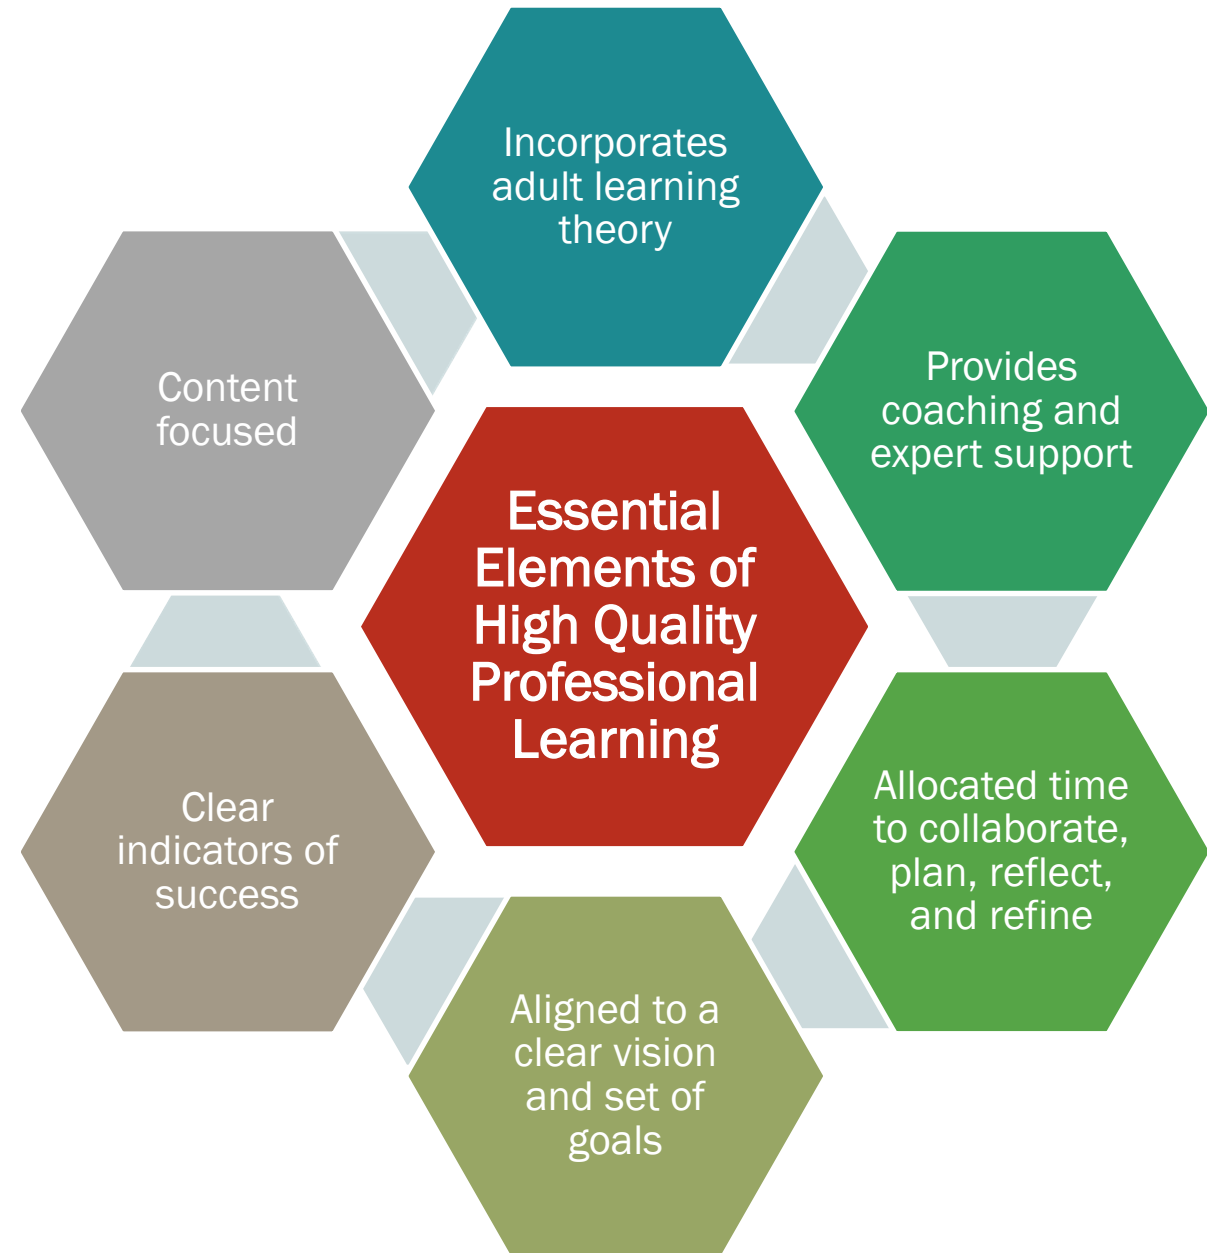 Incorporates
adult learning
theory
Provides
coaching and
expert support
Allocated time
to collaborate,
plan, reflect,
and refine
Aligned to a
clear vision
and set of
goals
Clear
indicators of
success
Content
focused
Essential
Elements of
High Quality
Professional
Learning